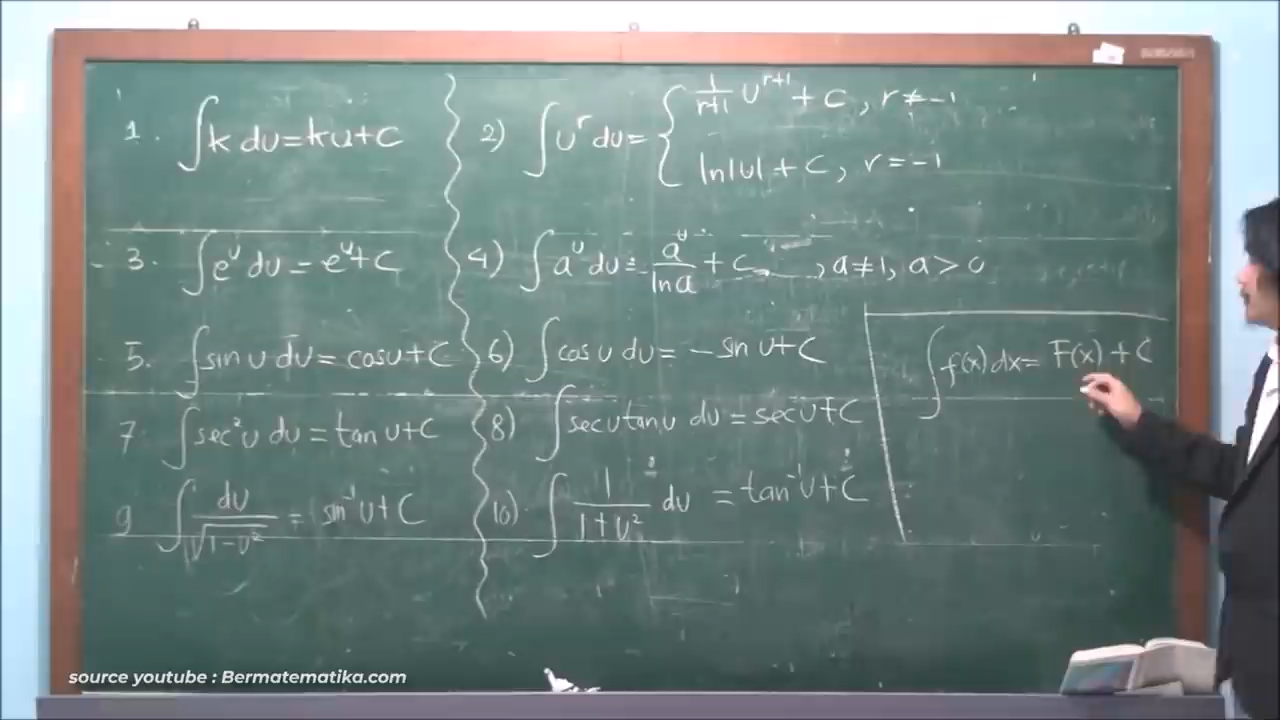 1. ∫k du = ku + C
2) ∫u^r du = { 1/(r+1) u^(r+1) + C, r ≠ -1
ln|u| + C, r = -1
3. ∫e^u du = e^u + C
4) ∫a^u du = a^u/ln a + C, a ≠ 1, a > 0
5. ∫sin u du = cos u + C
6) ∫cos u du = -sin u + C
∫f(x) dx = F(x) + C
7. ∫sec²u du = tan u + C
8) ∫sec u tan u du = sec u + C
9 ∫du/√(1-u²) = sin⁻¹u + C
10) ∫1/(1+u²) du = tan⁻¹u + C
source youtube : Bermatematika.com